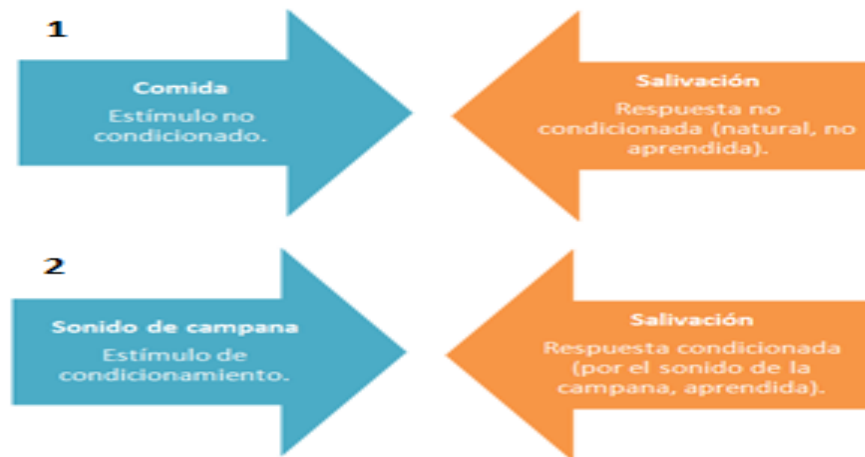 1
Comida
Estímulo no
condicionado.
Salivación
Respuesta no
condicionada (natural, no
aprendida).
2
Sonido de campana
Estímulo de
condicionamiento.
Salivación
Respuesta condicionada
(por el sonido de la
campana, aprendida).